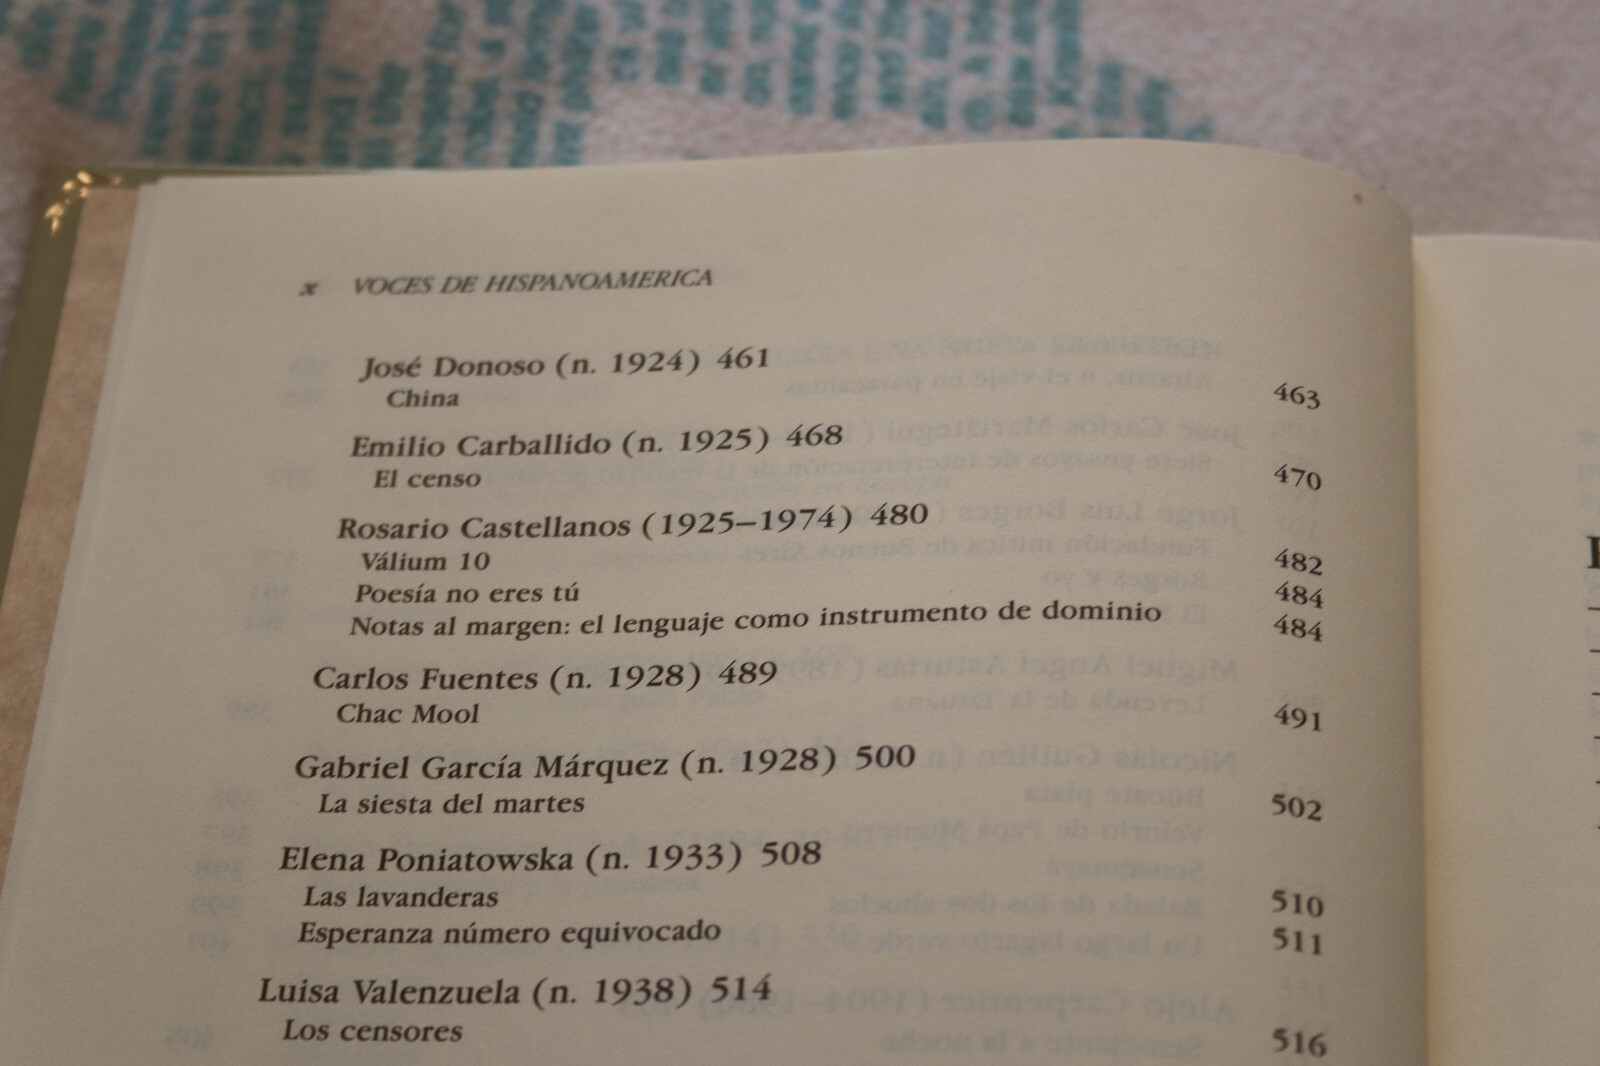 x VOCES DE HISPANOAMERICA
José Donoso (n. 1924) 461
China 463
Emilio Carballido (n. 1925) 468
El censo 470
Rosario Castellanos (1925–1974) 480
Válium 10 482
Poesía no eres tú 484
Notas al margen: el lenguaje como instrumento de dominio 484
Carlos Fuentes (n. 1928) 489
Chac Mool 491
Gabriel García Márquez (n. 1928) 500
La siesta del martes 502
Elena Poniatowska (n. 1933) 508
Las lavanderas 510
Esperanza número equivocado 511
Luisa Valenzuela (n. 1938) 514
Los censores 516